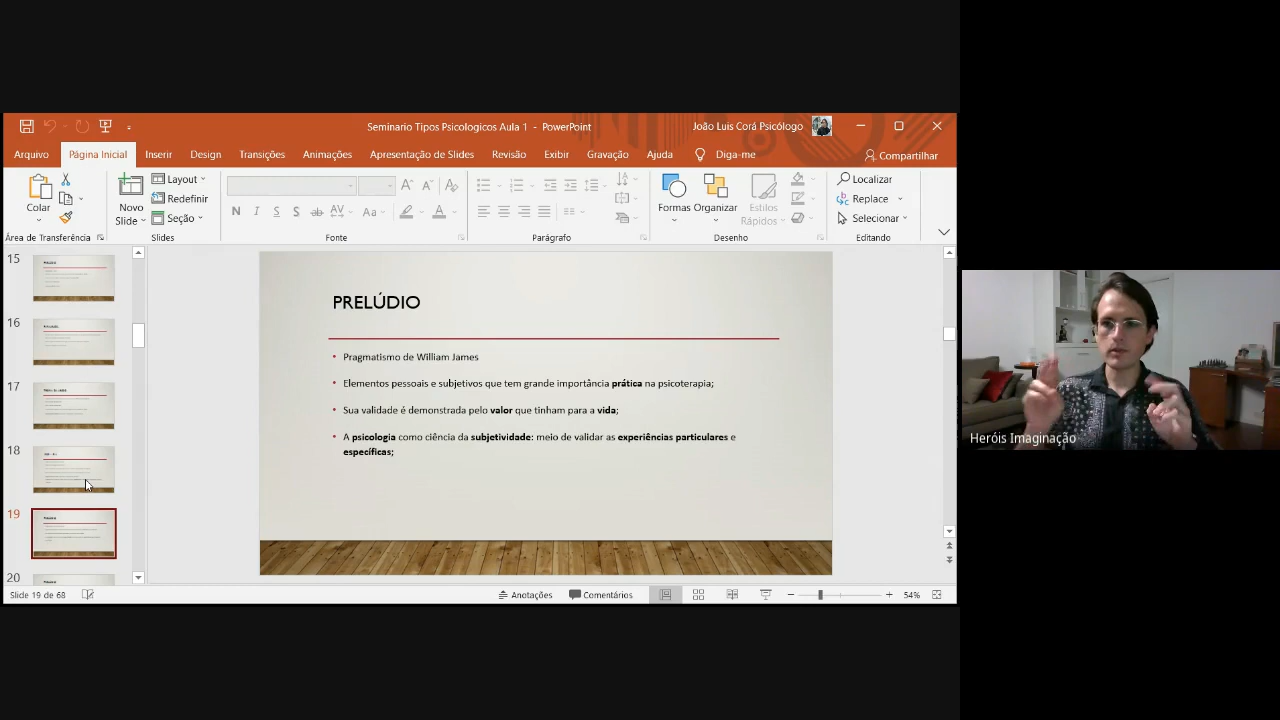 Seminario Tipos Psicologicos Aula 1 - PowerPoint
João Luis Corá Psicólogo
Arquivo
Página Inicial
Inserir
Design
Transições
Animações
Apresentação de Slides
Revisão
Exibir
Gravação
Ajuda
Diga-me
Compartilhar
Colar
Novo
Slide
Layout
Redefinir
Seção
N I S S ab AV Aa A
Formas
Organizar
Estilos
Rápidos
Localizar
Replace
Selecionar
Área de Transferência
Slides
Fonte
Parágrafo
Desenho
Editando
15
16
17
18
19
20
PRELÚDIO
• Pragmatismo de William James
• Elementos pessoais e subjetivos que tem grande importância prática na psicoterapia;
• Sua validade é demonstrada pelo valor que tinham para a vida;
• A psicologia como ciência da subjetividade: meio de validar as experiências particulares e
específicas;
Heróis Imaginação
Slide 19 de 68
Anotações
Comentários
54%